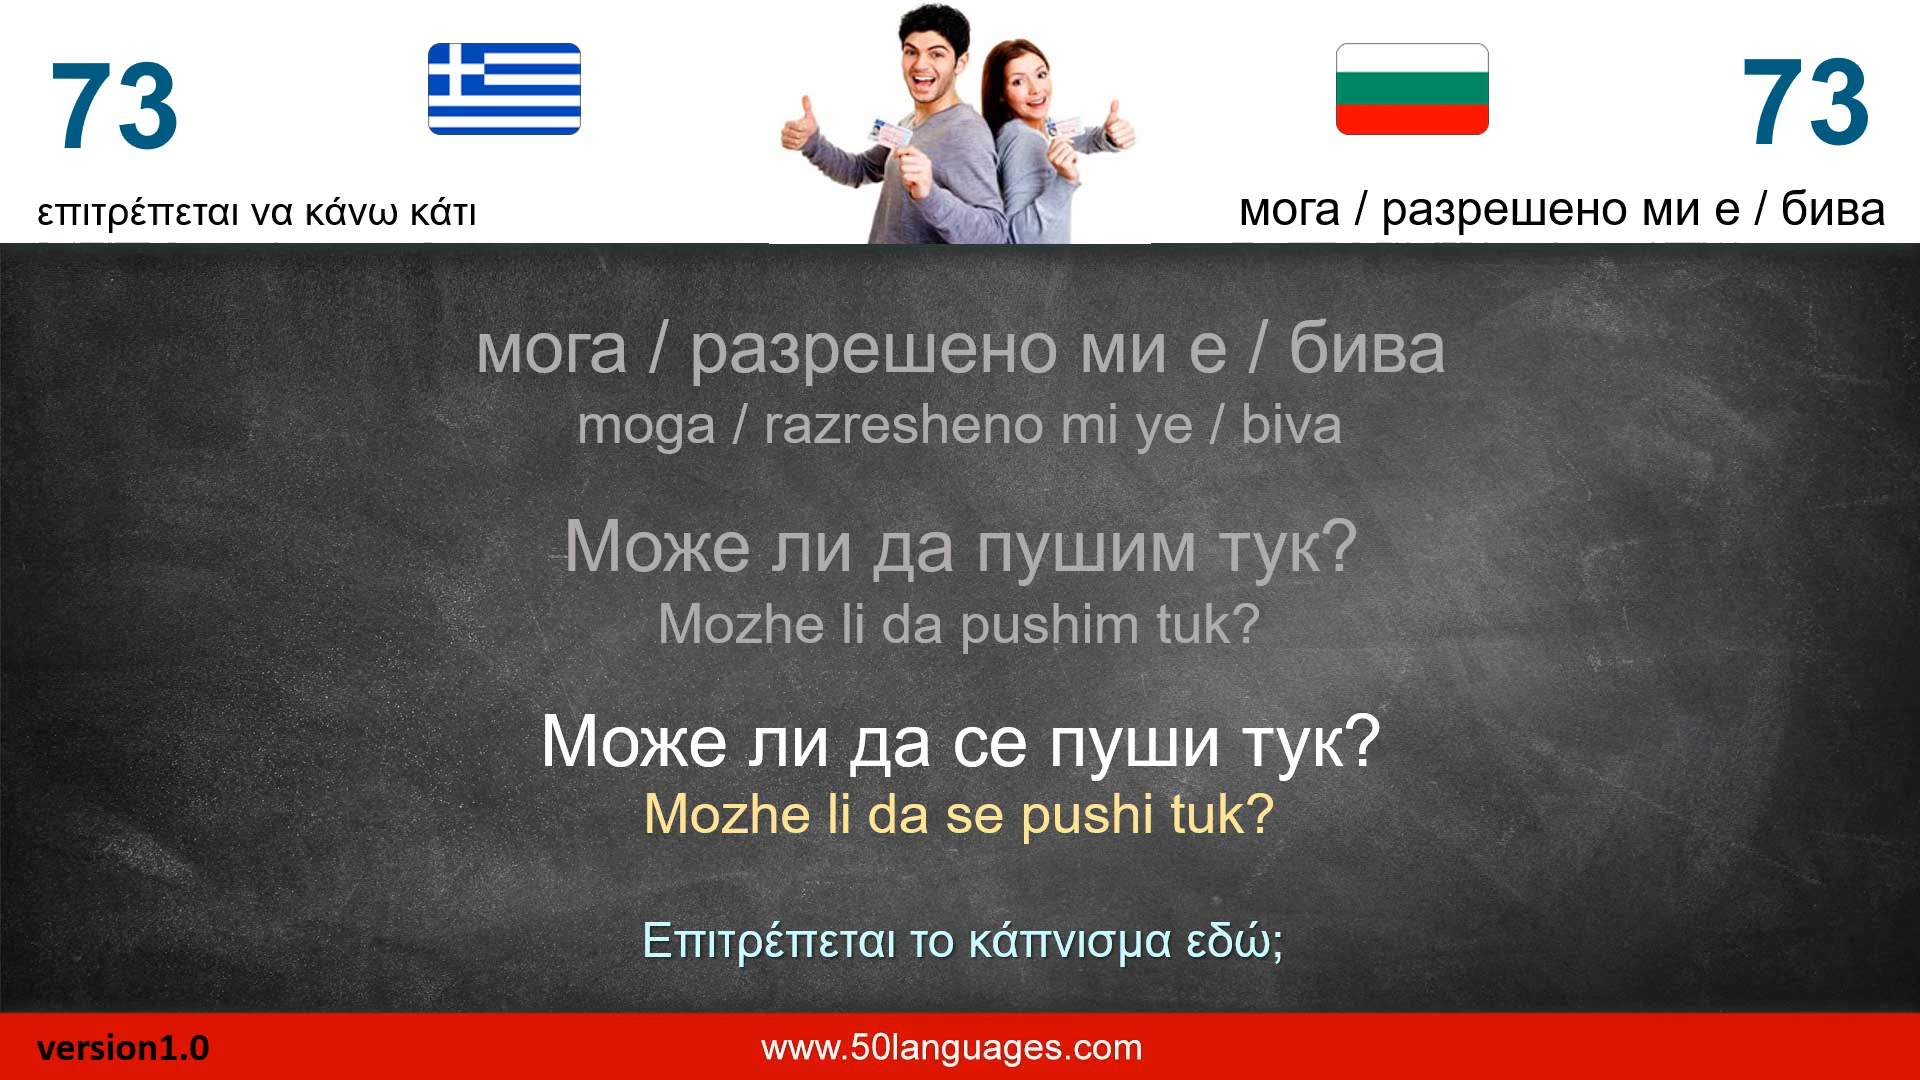 73
73
επιτρέπεται να κάνω κάτι
мога / разрешено ми е / бива
мога / разрешено ми е / бива
moga / razresheno mi ye / biva
Може ли да пушим тук?
Mozhe li da pushim tuk?
Може ли да се пуши тук?
Mozhe li da se pushi tuk?
Επιτρέπεται το κάπνισμα εδώ;
version1.0
www.50languages.com